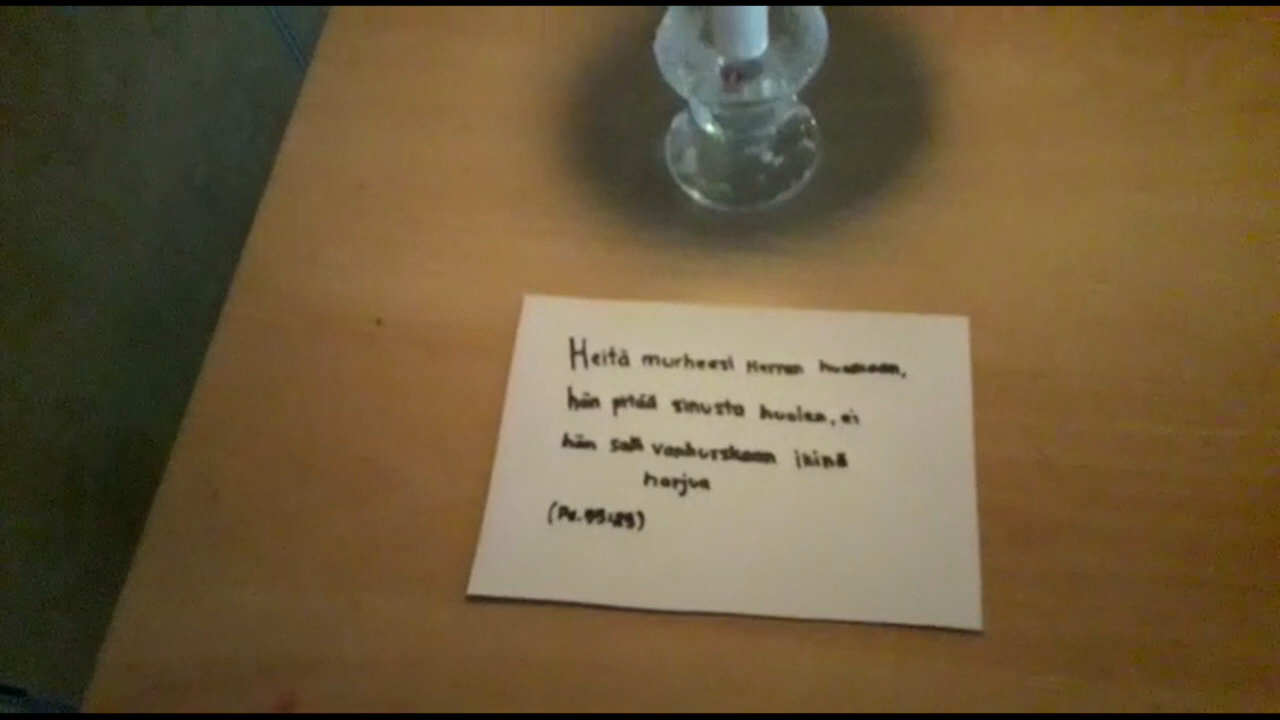 Heitä murheesi Herran huomaan,
hän pitää sinusta huolen, ei
hän salli vanhurskaan ikinä
horjua
(Ps. 55:23)